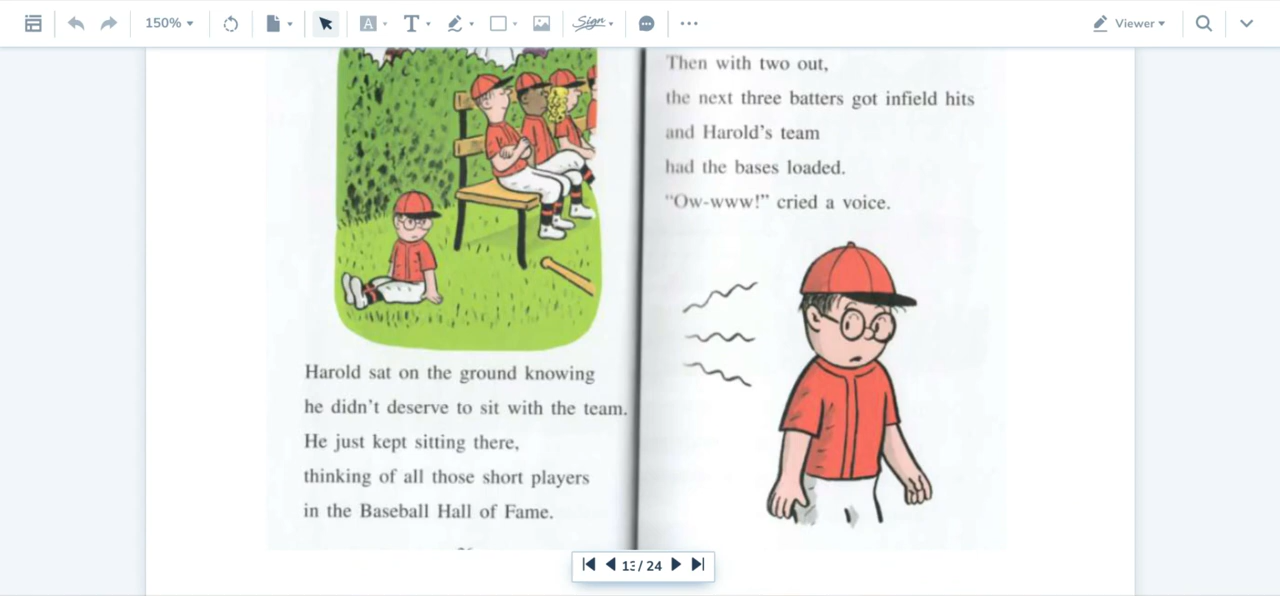 150%
A
T
Sign
Viewer
Harold sat on the ground knowing
he didn't deserve to sit with the team.
He just kept sitting there,
thinking of all those short players
in the Baseball Hall of Fame.
Then with two out,
the next three batters got infield hits
and Harold's team
had the bases loaded.
"Ow-www!" cried a voice.
13 / 24